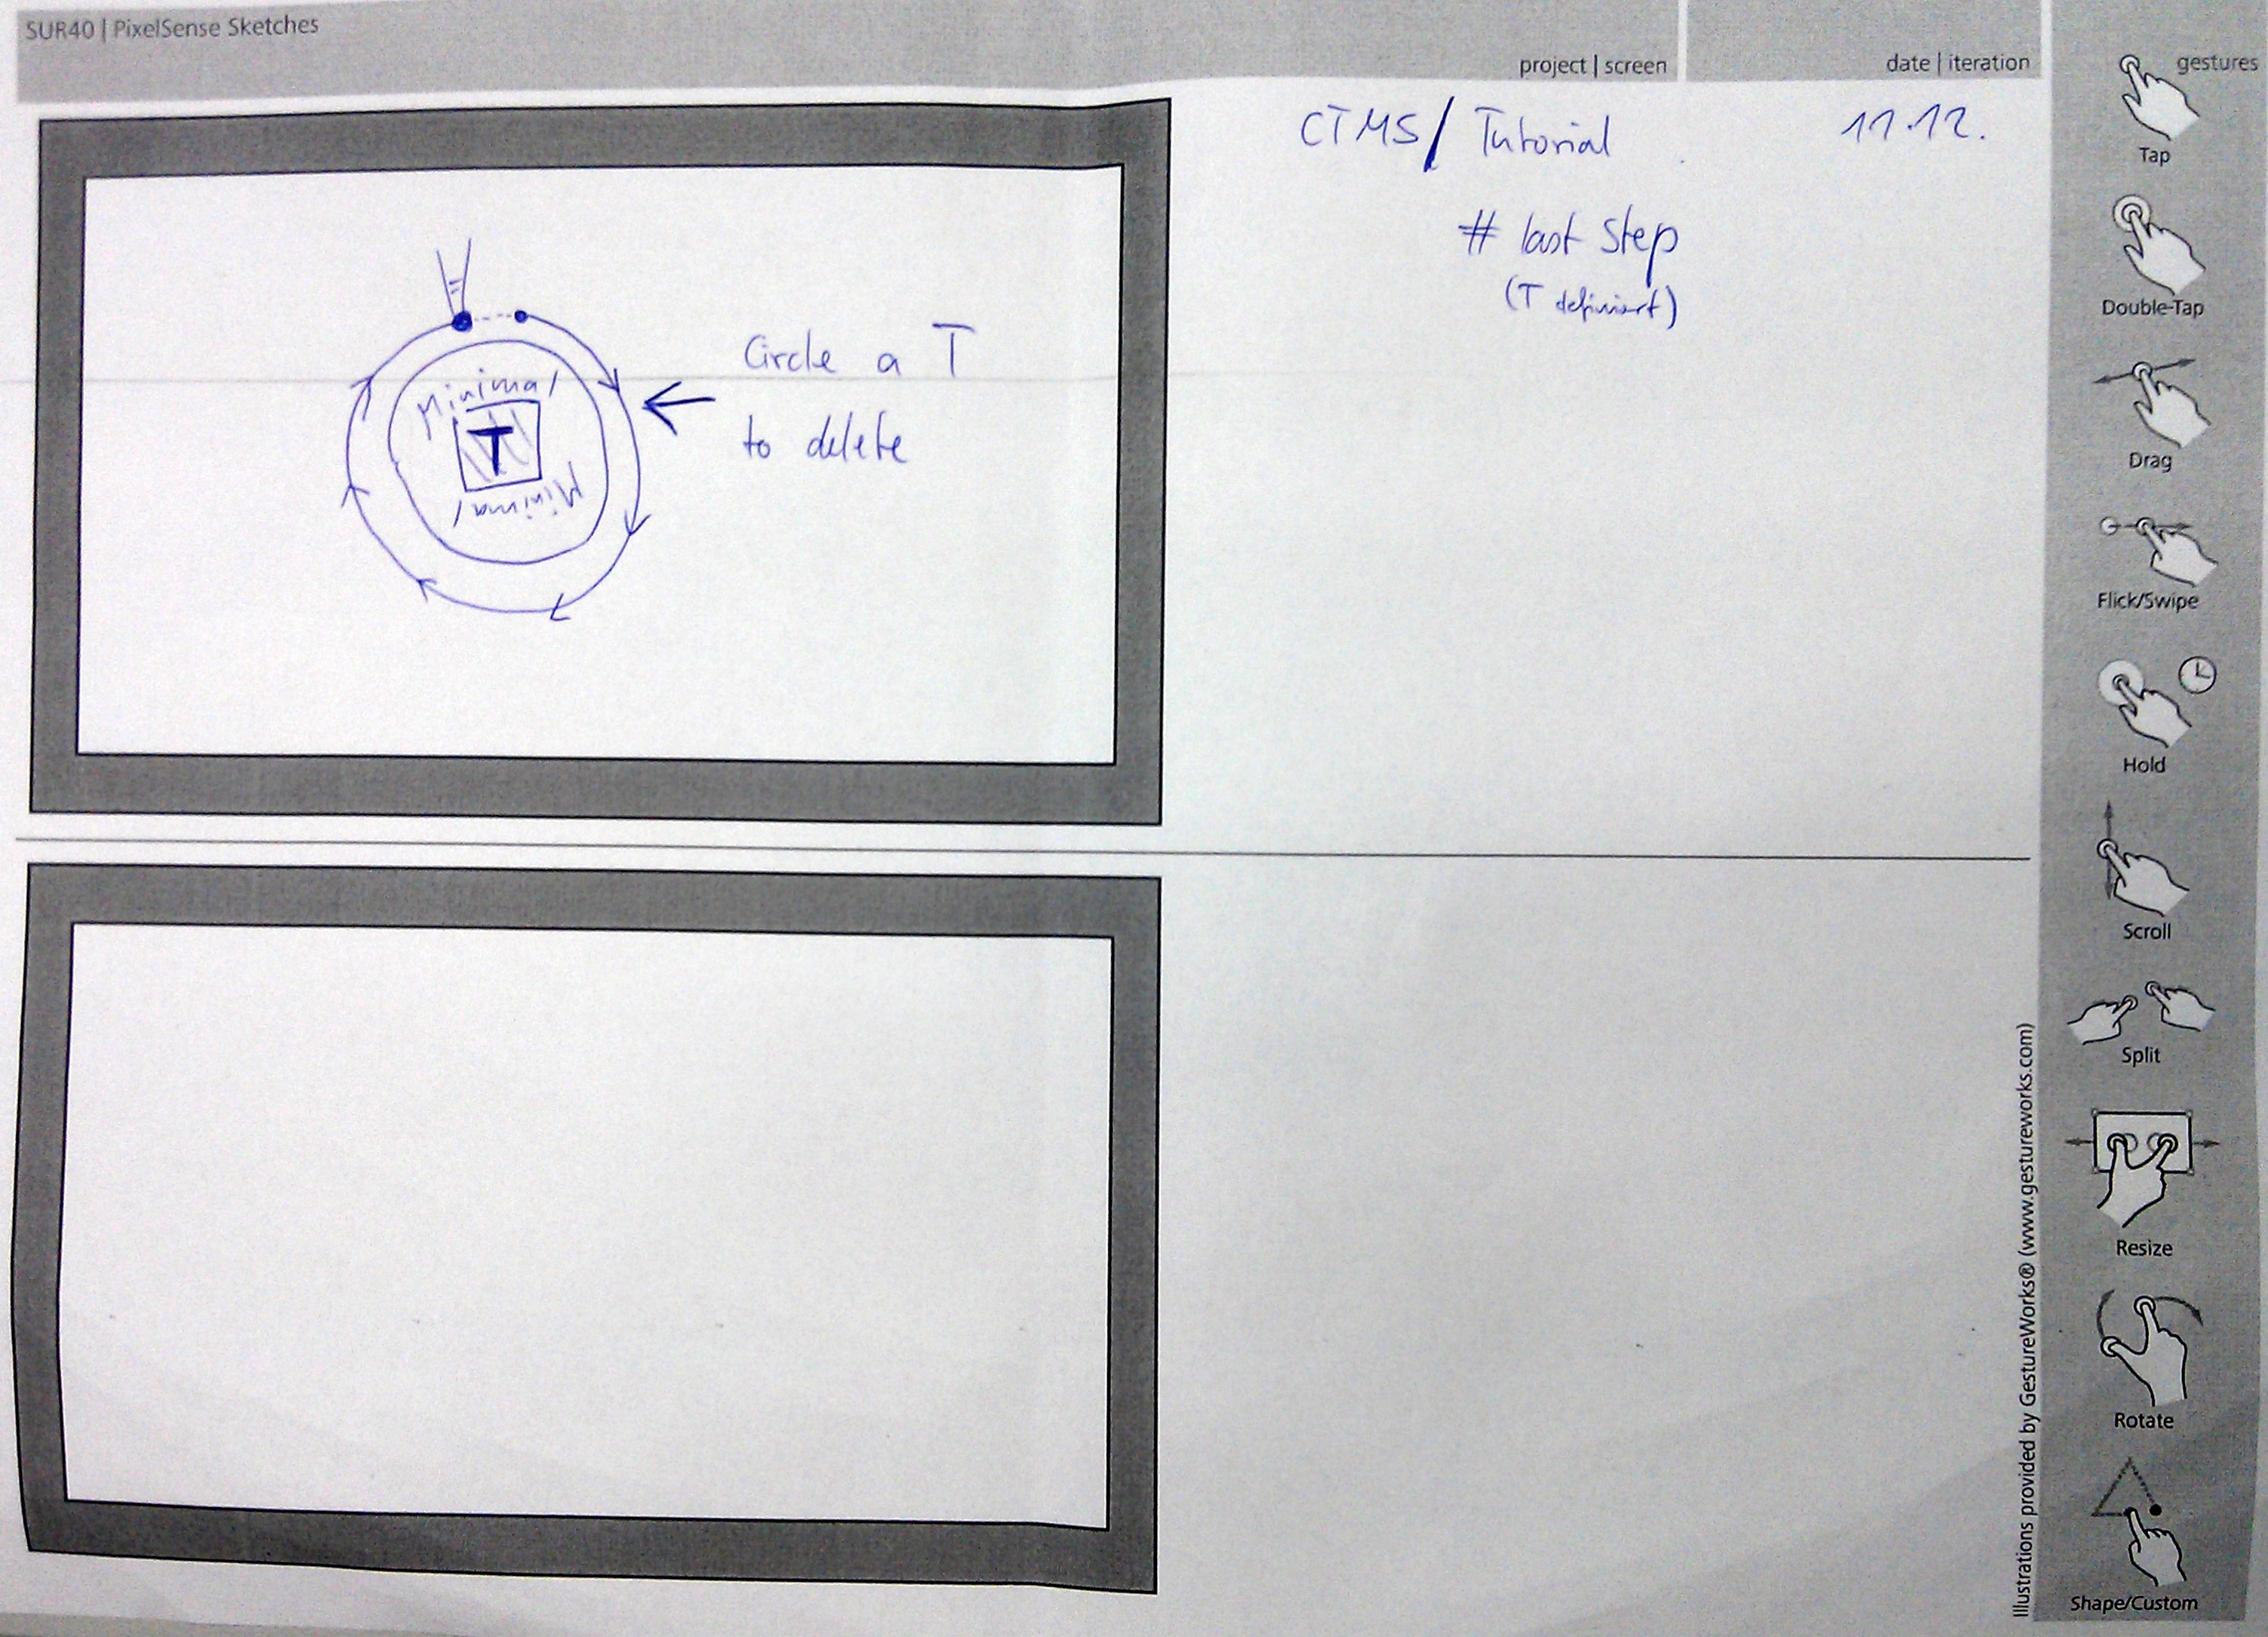 SUR40 | PixelSense Sketches
project | screen
date | iteration
gestures
CTMS/ Tutorial
11.12.
# last step
(T definiert)
Minimal
T
Minimal
Circle a T
to delete
Tap
Double-Tap
Drag
Flick/Swipe
Hold
Scroll
Split
Resize
Rotate
Shape/Custom
Illustrations provided by GestureWorks® (www.gestureworks.com)